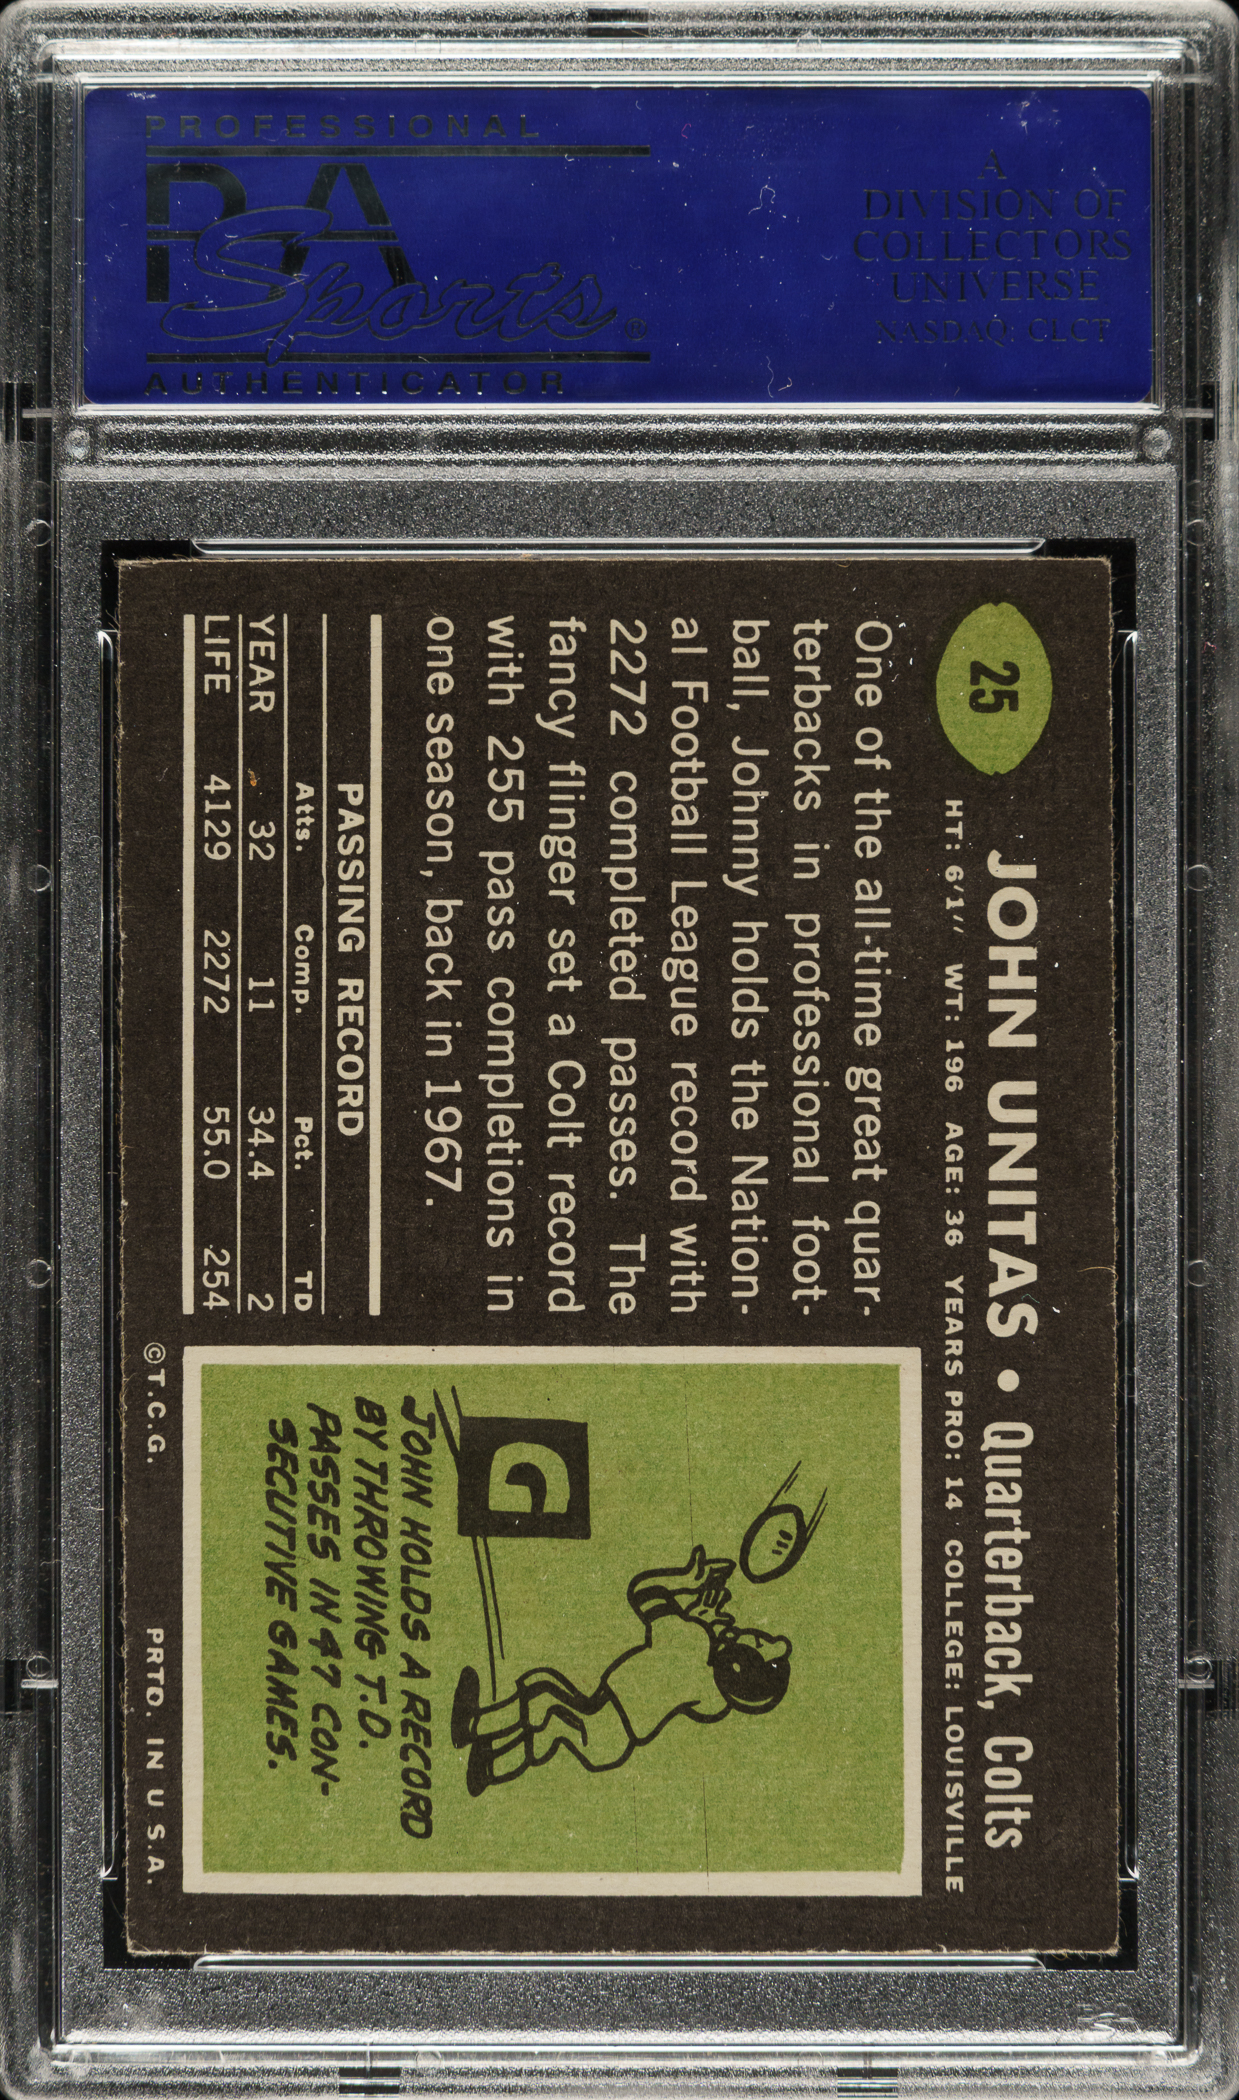 PROFESSIONAL
PSA
Sports®
AUTHENTICATOR
A
DIVISION OF
COLLECTORS
UNIVERSE
NASDAQ: CLCT
25
JOHN UNITAS • Quarterback, Colts
HT: 6'1" WT: 196 AGE: 36 YEARS PRO: 14 COLLEGE: LOUISVILLE
One of the all-time great quar-
terbacks in professional foot-
ball, Johnny holds the Nation-
al Football League record with
2272 completed passes. The
fancy flinger set a Colt record
with 255 pass completions in
one season, back in 1967.
PASSING RECORD
Atts. Comp. Pct. TD
YEAR 32 11 34.4 2
LIFE 4129 2272 55.0 254
G
JOHN HOLDS A RECORD
BY THROWING T.D.
PASSES IN 47 CON-
SECUTIVE GAMES.
©T.C.G. PRTD. IN U.S.A.